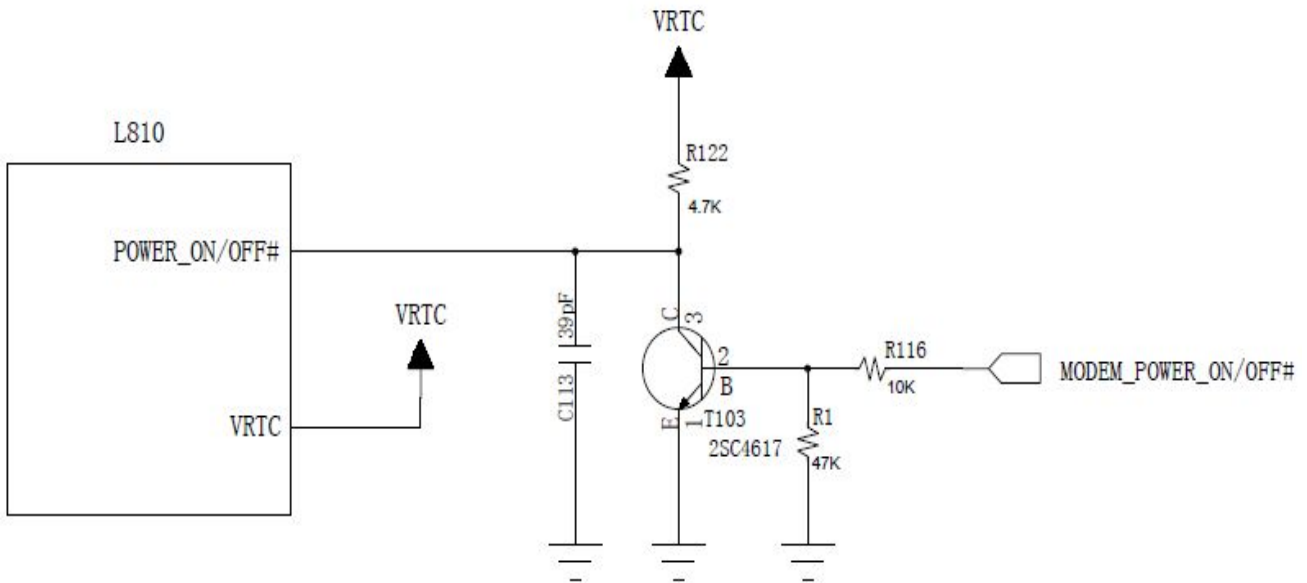 VRTC
L810
R122
4.7K
POWER_ON/OFF#
39pF
C113
VRTC
C
3
2
B
R116
10K
MODEM_POWER_ON/OFF#
VRTC
E
1
T103
2SC4617
R1
47K